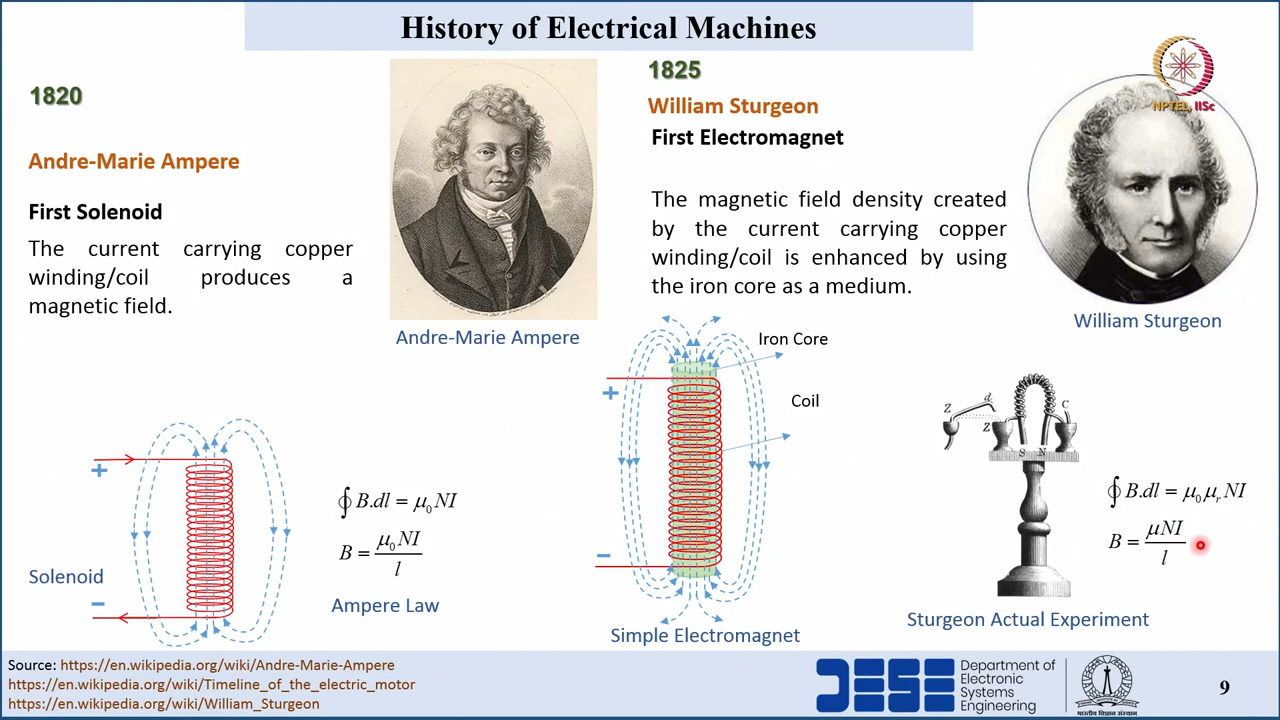 History of Electrical Machines
NPTEL, IISc
1820
Andre-Marie Ampere
First Solenoid
The current carrying copper
winding/coil produces a
magnetic field.
Andre-Marie Ampere
1825
William Sturgeon
First Electromagnet
The magnetic field density created
by the current carrying copper
winding/coil is enhanced by using
the iron core as a medium.
William Sturgeon
+
−
Solenoid
∮ B.dl = μ₀NI
B = μ₀NI / l
Ampere Law
Iron Core
Coil
+
−
Simple Electromagnet
Z
d
Z
C
S N
∮ B.dl = μ₀μᵣNI
B = μNI / l
Sturgeon Actual Experiment
Source: https://en.wikipedia.org/wiki/Andre-Marie-Ampere
https://en.wikipedia.org/wiki/Timeline_of_the_electric_motor
https://en.wikipedia.org/wiki/William_Sturgeon
DESE
Department of
Electronic
Systems
Engineering
भारतीय विज्ञान संस्थान
9